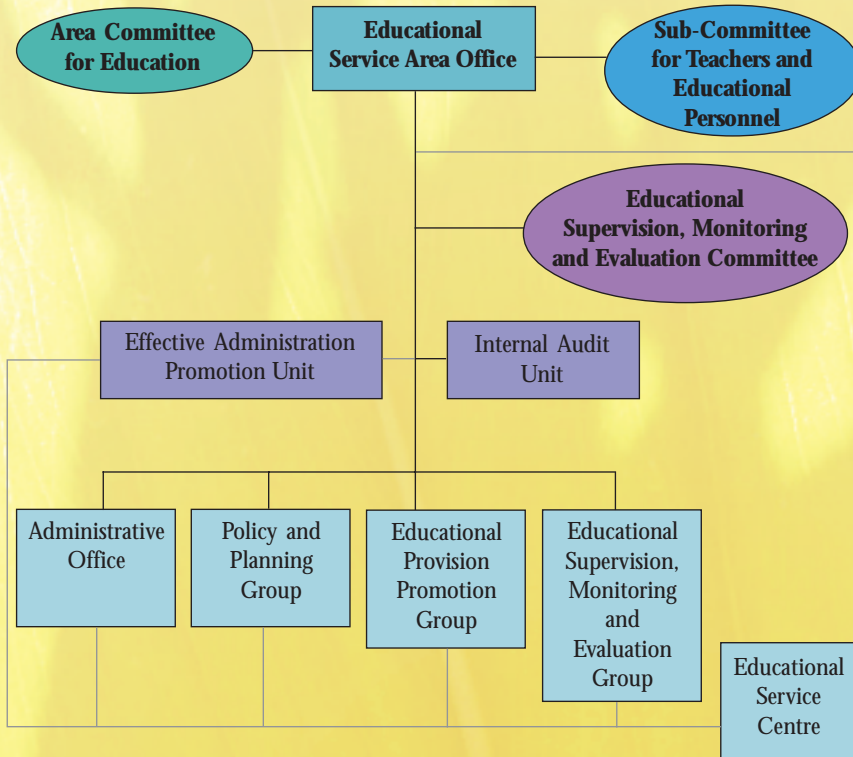 Area Committee
for Education
Educational
Service Area Office
Sub-Committee
for Teachers and
Educational
Personnel
Educational
Supervision, Monitoring
and Evaluation Committee
Effective Administration
Promotion Unit
Internal Audit
Unit
Administrative
Office
Policy and
Planning
Group
Educational
Provision
Promotion
Group
Educational
Supervision,
Monitoring
and
Evaluation
Group
Educational
Service
Centre